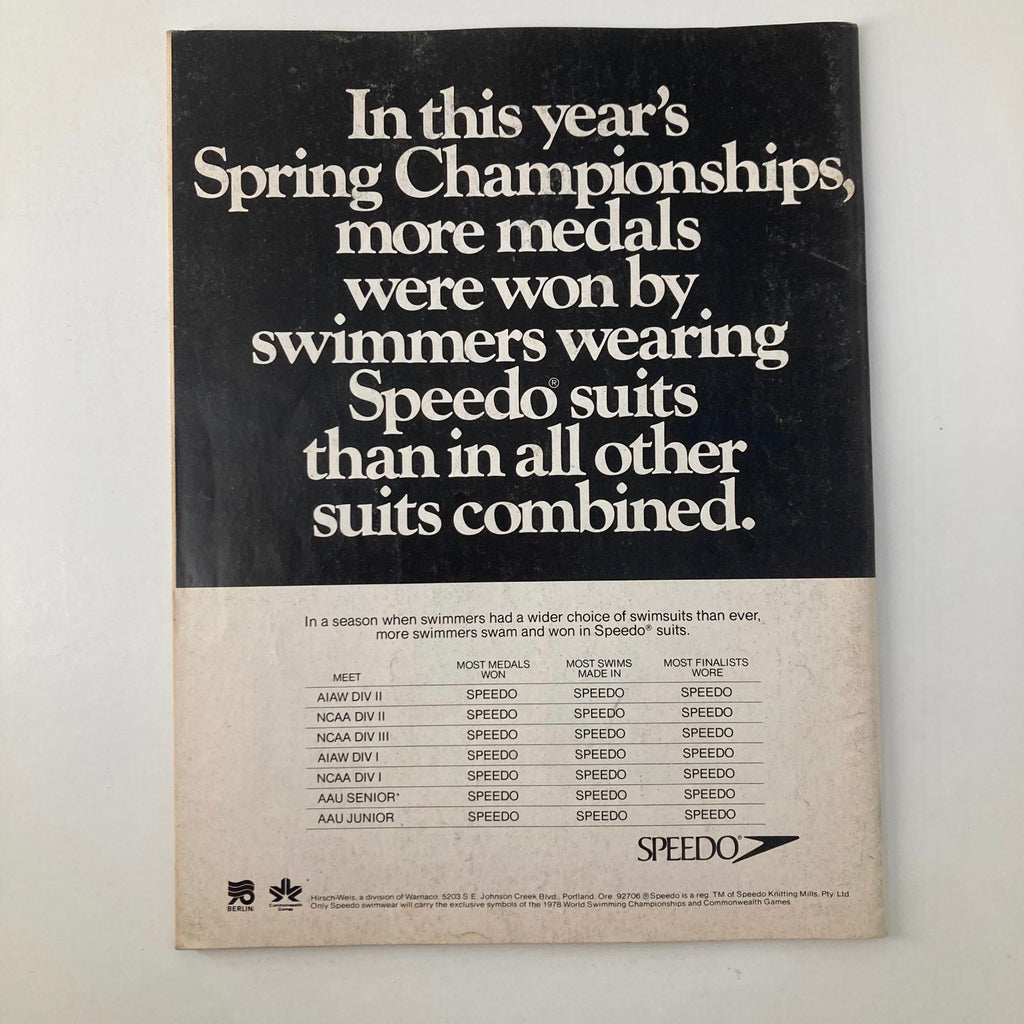 In this year's
Spring Championships,
more medals
were won by
swimmers wearing
Speedo® suits
than in all other
suits combined.
In a season when swimmers had a wider choice of swimsuits than ever,
more swimmers swam and won in Speedo® suits.
MEET MOST MEDALS WON MOST SWIMS MADE IN MOST FINALISTS WORE
AIAW DIV II SPEEDO SPEEDO SPEEDO
NCAA DIV II SPEEDO SPEEDO SPEEDO
NCAA DIV III SPEEDO SPEEDO SPEEDO
AIAW DIV I SPEEDO SPEEDO SPEEDO
NCAA DIV I SPEEDO SPEEDO SPEEDO
AAU SENIOR* SPEEDO SPEEDO SPEEDO
AAU JUNIOR SPEEDO SPEEDO SPEEDO
SPEEDO®
78
BERLIN
Commonwealth
Games
Hirsch-Weis, a division of Warnaco, 5203 S.E. Johnson Creek Blvd., Portland, Ore. 92706 ® Speedo is a reg. TM of Speedo Knitting Mills, Pty. Ltd.
Only Speedo swimwear will carry the exclusive symbols of the 1978 World Swimming Championships and Commonwealth Games